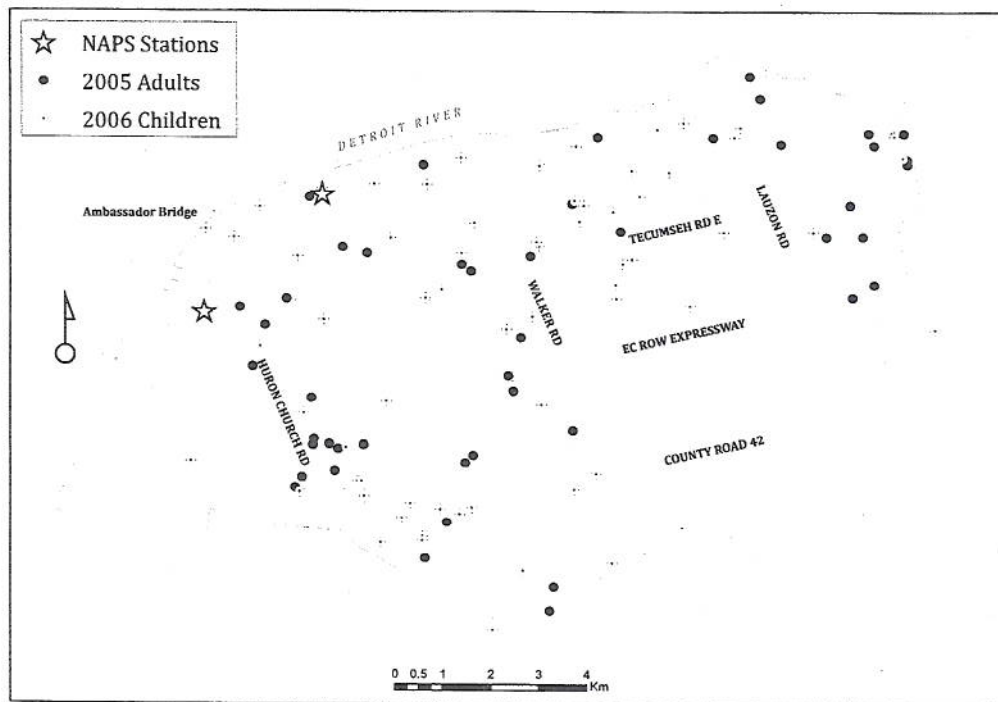 NAPS Stations
2005 Adults
2006 Children
DETROIT RIVER
Ambassador Bridge
LAUZON RD
TECUMSEH RD E
WALKER RD
EC ROW EXPRESSWAY
HURON CHURCH RD
COUNTY ROAD 42
0 0.5 1 2 3 4
Km